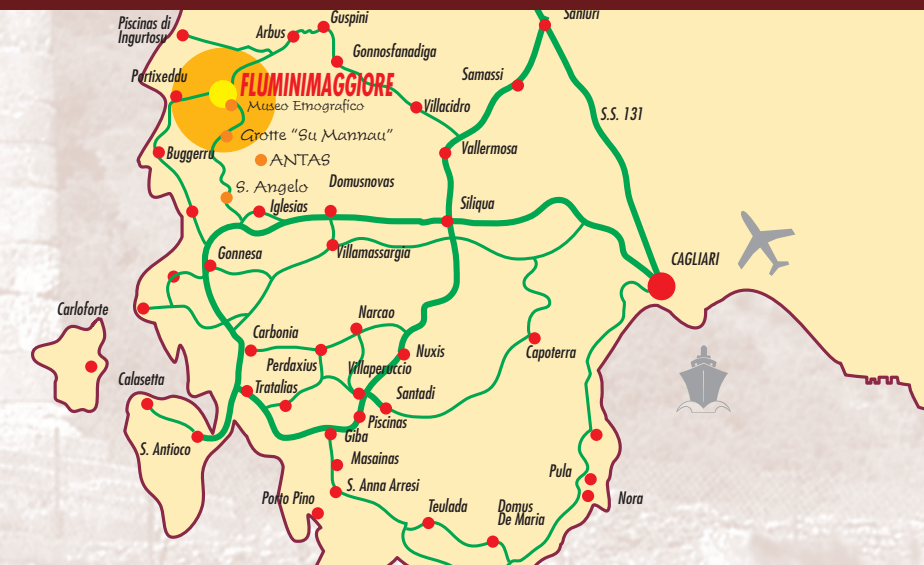 Guspini
Sanluri
Piscinas di
Ingurtosu
Arbus
Gonnosfanadiga
Samassi
Portixeddu
FLUMINIMAGGIORE
Museo Etnografico
Villacidro
S.S. 131
Grotte "Su Mannau"
Buggerru
ANTAS
Vallermosa
S. Angelo
Domusnovas
Iglesias
Siliqua
Gonnesa
Villamassargia
CAGLIARI
Carloforte
Narcao
Carbonia
Nuxis
Capoterra
Perdaxius
Villaperuccio
Calasetta
Tratalias
Santadi
Piscinas
Giba
S. Antioco
Masainas
Pula
S. Anna Arresi
Porto Pino
Nora
Teulada
Domus
De Maria